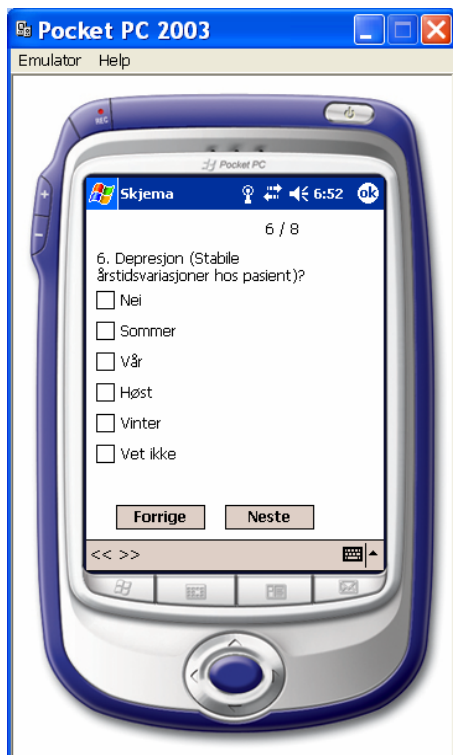 Pocket PC 2003
Emulator Help
REC
Pocket PC
Skjema 6:52 ok
6 / 8
6. Depresjon (Stabile
årstidsvariasjoner hos pasient)?
Nei
Sommer
Vår
Høst
Vinter
Vet ikke
Forrige Neste
<< >>